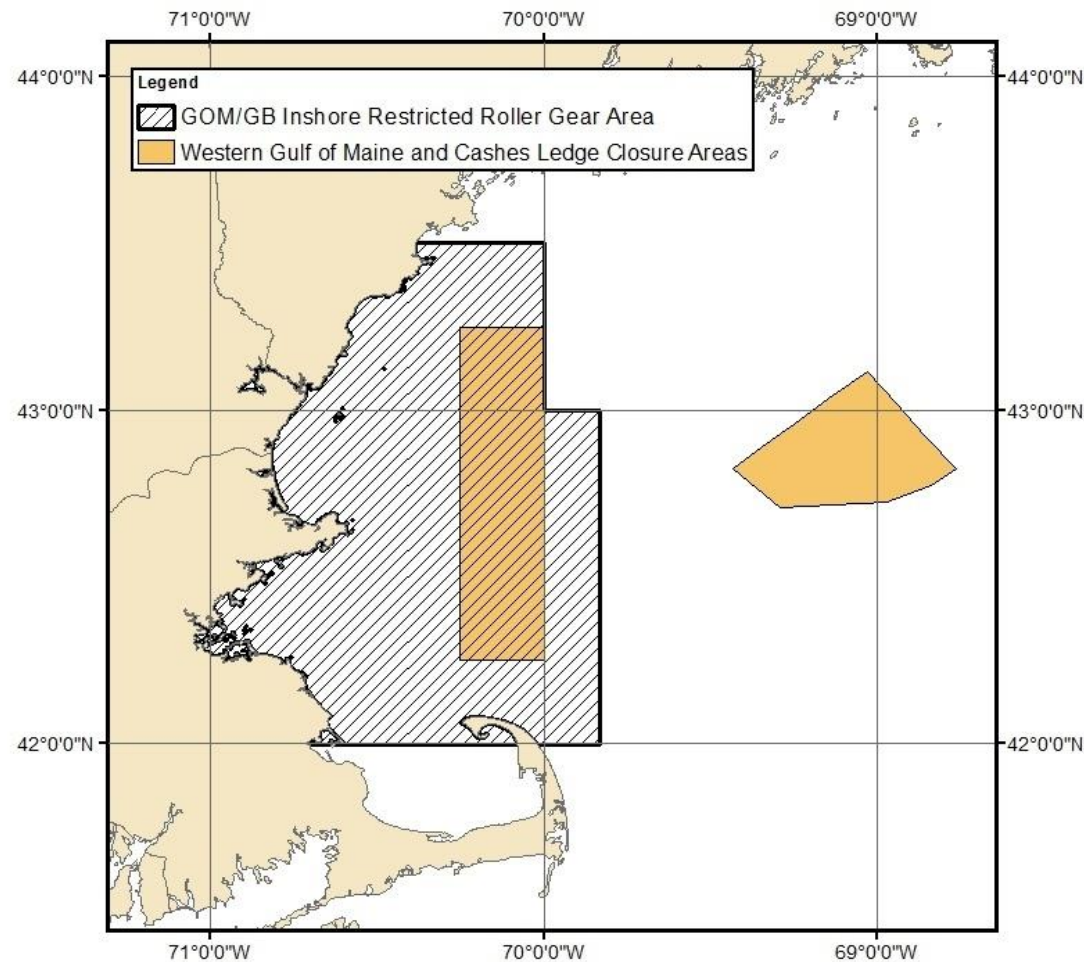 71°0'0"W 70°0'0"W 69°0'0"W
44°0'0"N 44°0'0"N
Legend
GOM/GB Inshore Restricted Roller Gear Area
Western Gulf of Maine and Cashes Ledge Closure Areas
43°0'0"N 43°0'0"N
42°0'0"N 42°0'0"N
71°0'0"W 70°0'0"W 69°0'0"W